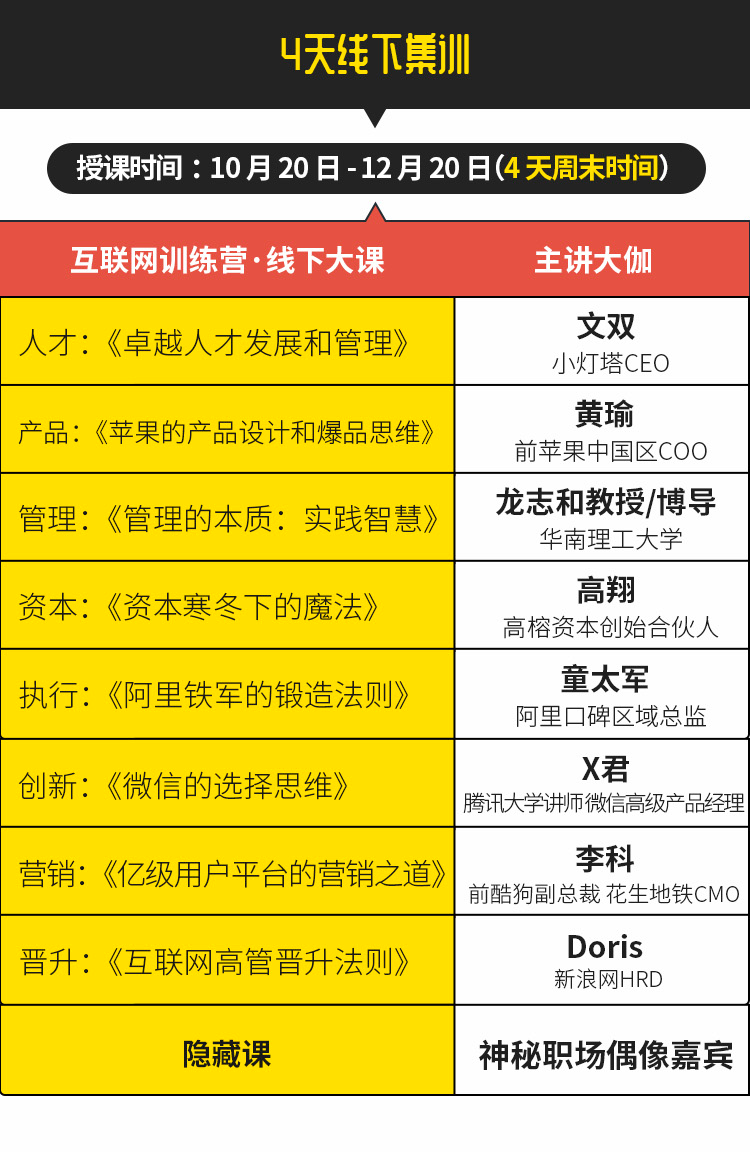 4天线下集训
授课时间：10月20日-12月20日(4天周末时间)
互联网训练营·线下大课 主讲大伽
人才：《卓越人才发展和管理》
文双
小灯塔CEO
产品：《苹果的产品设计和爆品思维》
黄瑜
前苹果中国区COO
管理：《管理的本质：实践智慧》
龙志和教授/博导
华南理工大学
资本：《资本寒冬下的魔法》
高翔
高榕资本创始合伙人
执行：《阿里铁军的锻造法则》
童太军
阿里口碑区域总监
创新：《微信的选择思维》
X君
腾讯大学讲师 微信高级产品经理
营销：《亿级用户平台的营销之道》
李科
前酷狗副总裁 花生地铁CMO
晋升：《互联网高管晋升法则》
Doris
新浪网HRD
隐藏课 神秘职场偶像嘉宾